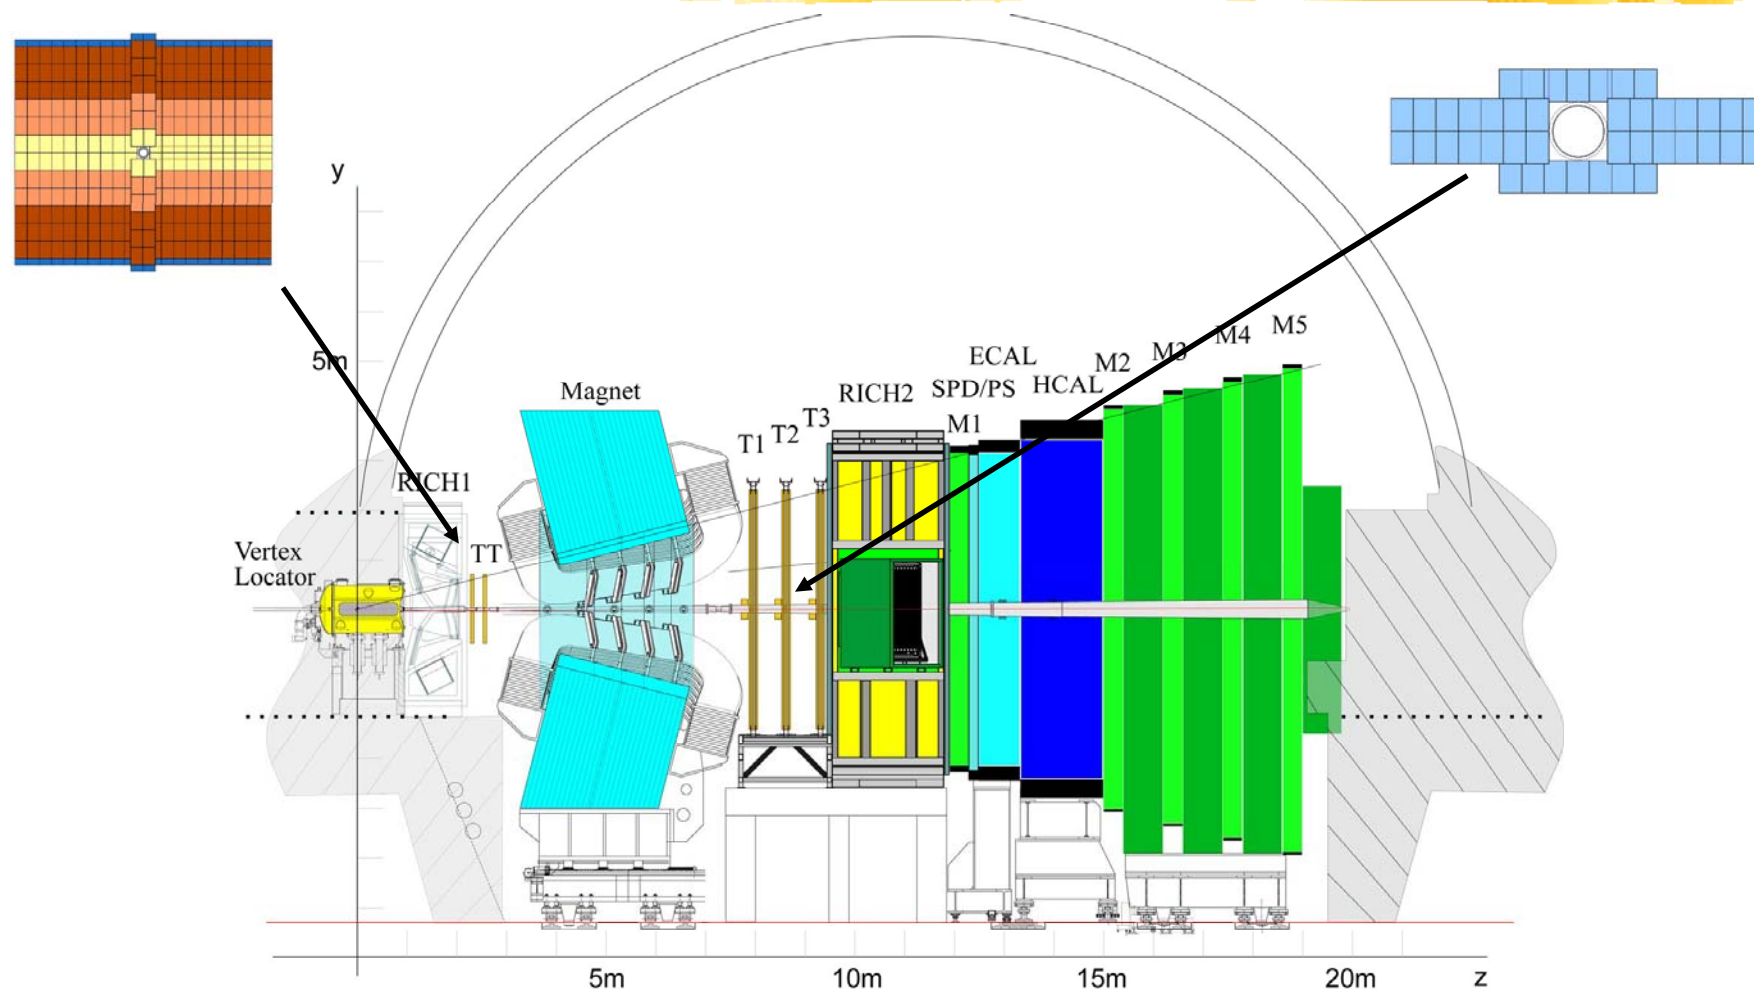 y
5m
M5
M4
M3
M2
ECAL
SPD/PS
HCAL
Magnet
RICH2
M1
T1
T2
T3
RICH1
TT
Vertex
Locator
5m
10m
15m
20m
z